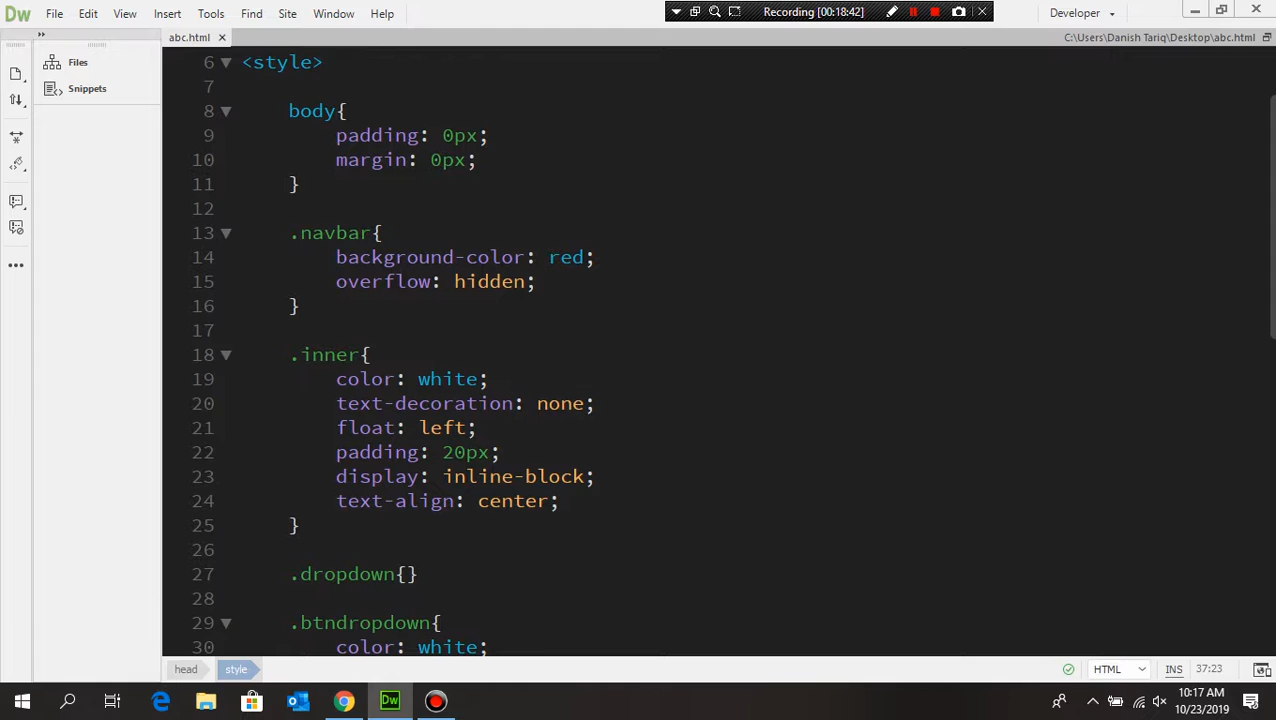 Dw File Edit View Insert Tools Find Site Window Help Recording [00:18:42] Developer
abc.html C:\Users\Danish Tariq\Desktop\abc.html
Files
Snippets
6 <style>
7
8 body{
9 padding: 0px;
10 margin: 0px;
11 }
12
13 .navbar{
14 background-color: red;
15 overflow: hidden;
16 }
17
18 .inner{
19 color: white;
20 text-decoration: none;
21 float: left;
22 padding: 20px;
23 display: inline-block;
24 text-align: center;
25 }
26
27 .dropdown{}
28
29 .btndropdown{
30 color: white;
head style HTML INS 37:23
Dw 10:17 AM
10/23/2019